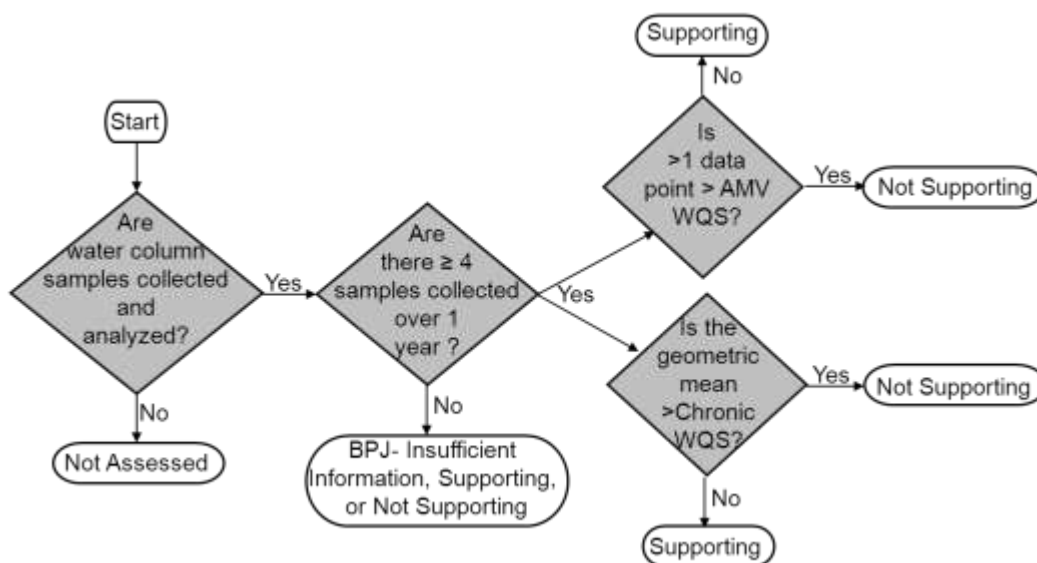 Start
Are
water column
samples collected
and
analyzed?
Yes
No
Not Assessed
Are
there ≥ 4
samples collected
over 1
year ?
Yes
No
BPJ- Insufficient
Information, Supporting,
or Not Supporting
Is
>1 data
point > AMV
WQS?
No
Supporting
Yes
Not Supporting
Is the
geometric
mean
>Chronic
WQS?
Yes
Not Supporting
No
Supporting